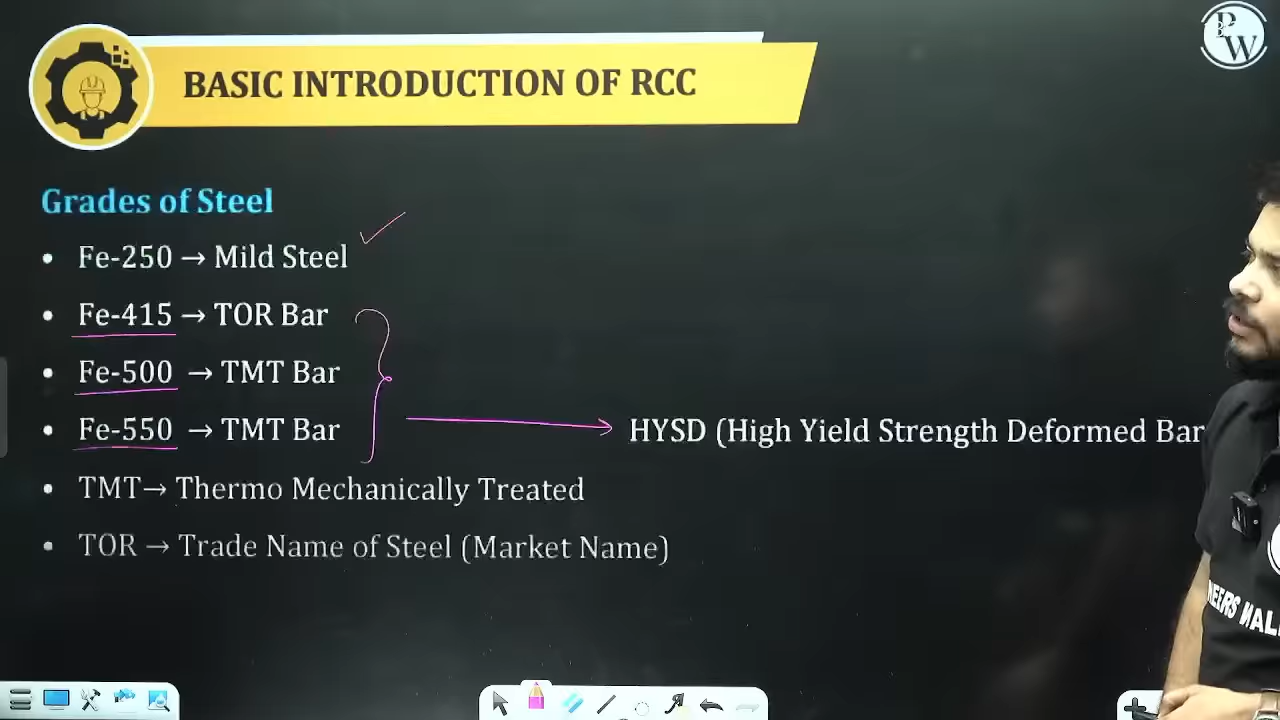 BASIC INTRODUCTION OF RCC
PW
Grades of Steel
• Fe-250 → Mild Steel
• Fe-415 → TOR Bar
• Fe-500 → TMT Bar
• Fe-550 → TMT Bar
HYSD (High Yield Strength Deformed Bar
• TMT→ Thermo Mechanically Treated
• TOR → Trade Name of Steel (Market Name)